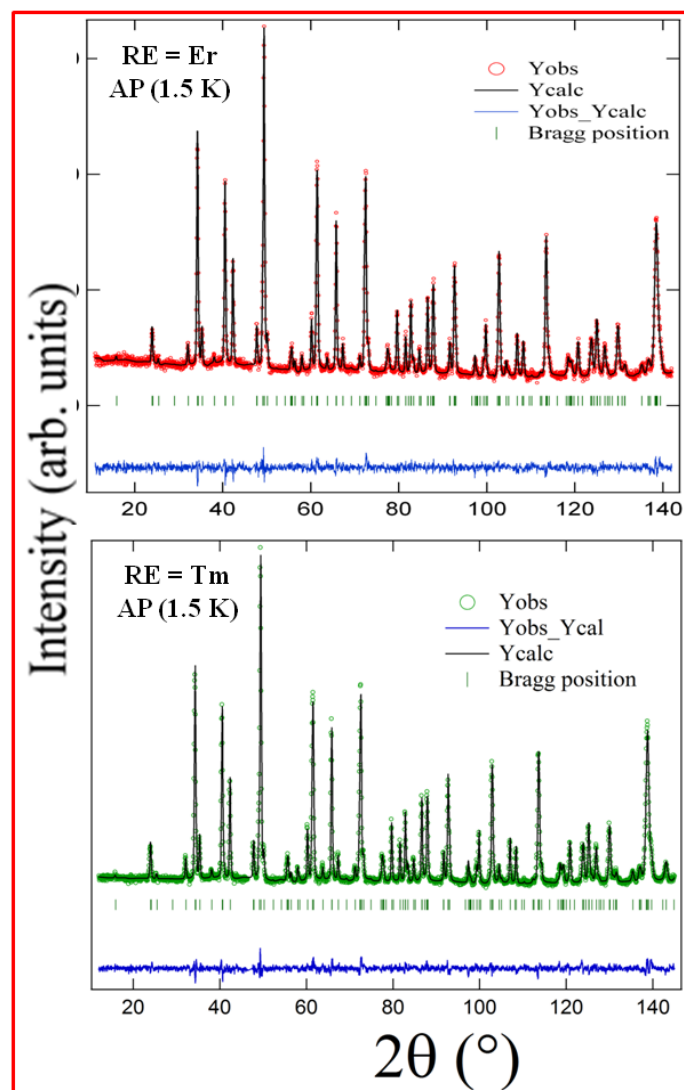 Intensity (arb. units)
RE = Er
AP (1.5 K)
Yobs
Ycalc
Yobs_Ycalc
Bragg position
20 40 60 80 100 120 140
RE = Tm
AP (1.5 K)
Yobs
Yobs_Ycal
Ycalc
Bragg position
20 40 60 80 100 120 140
2θ (°)